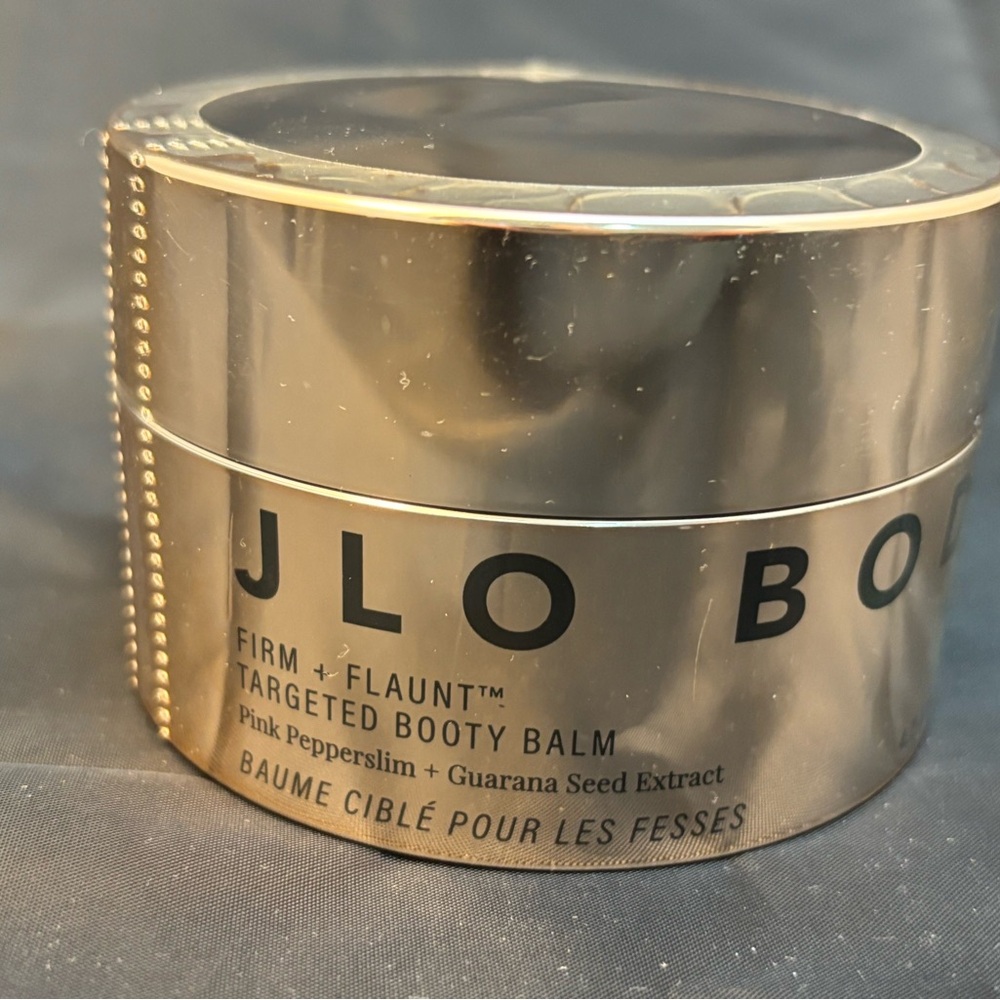 JLO BO
FIRM + FLAUNT™
TARGETED BOOTY BALM
Pink Pepperslim + Guarana Seed Extract
BAUME CIBLÉ POUR LES FESSES